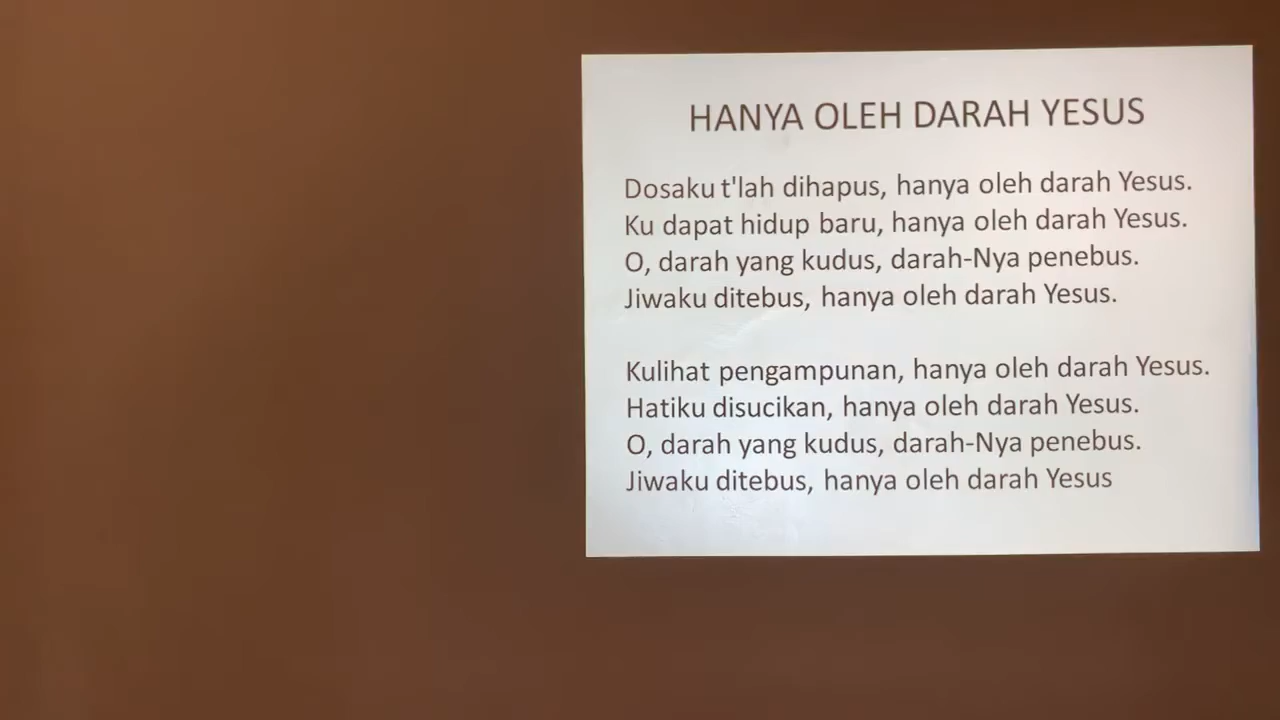 HANYA OLEH DARAH YESUS
Dosaku t'lah dihapus, hanya oleh darah Yesus.
Ku dapat hidup baru, hanya oleh darah Yesus.
O, darah yang kudus, darah-Nya penebus.
Jiwaku ditebus, hanya oleh darah Yesus.
Kulihat pengampunan, hanya oleh darah Yesus.
Hatiku disucikan, hanya oleh darah Yesus.
O, darah yang kudus, darah-Nya penebus.
Jiwaku ditebus, hanya oleh darah Yesus